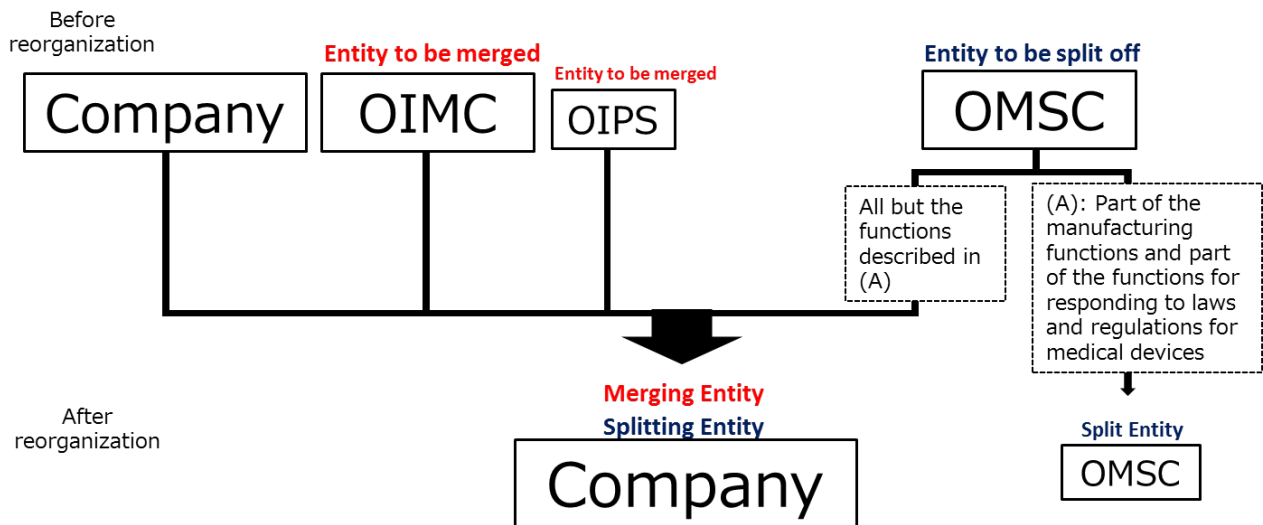 Before
reorganization
Entity to be merged
Company
OIMC
Entity to be merged
OIPS
Entity to be split off
OMSC
All but the
functions
described in
(A)
(A): Part of the
manufacturing
functions and part
of the functions for
responding to laws
and regulations for
medical devices
After
reorganization
Merging Entity
Splitting Entity
Company
Split Entity
OMSC